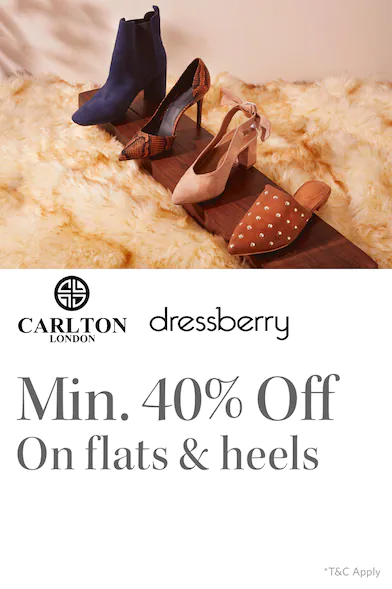 CARLTON
LONDON
dressberry
Min. 40% Off
On flats & heels
*T&C Apply